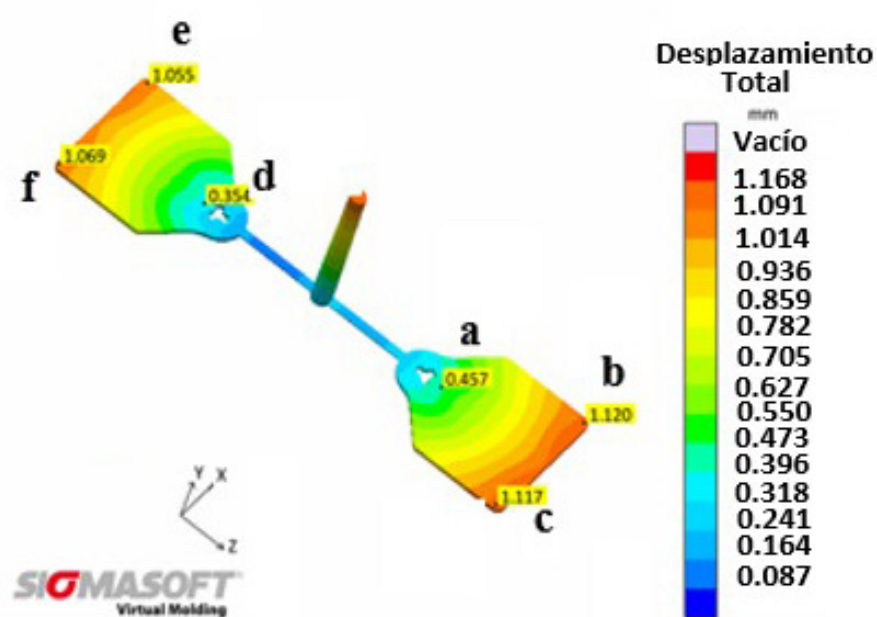 e
1.055
1.069
f
0.354
d
a
0.457
b
1.120
1.117
c
Y X
Z
SIGMASOFT
Virtual Molding
Desplazamiento
Total
mm
Vacío
1.168
1.091
1.014
0.936
0.859
0.782
0.705
0.627
0.550
0.473
0.396
0.318
0.241
0.164
0.087